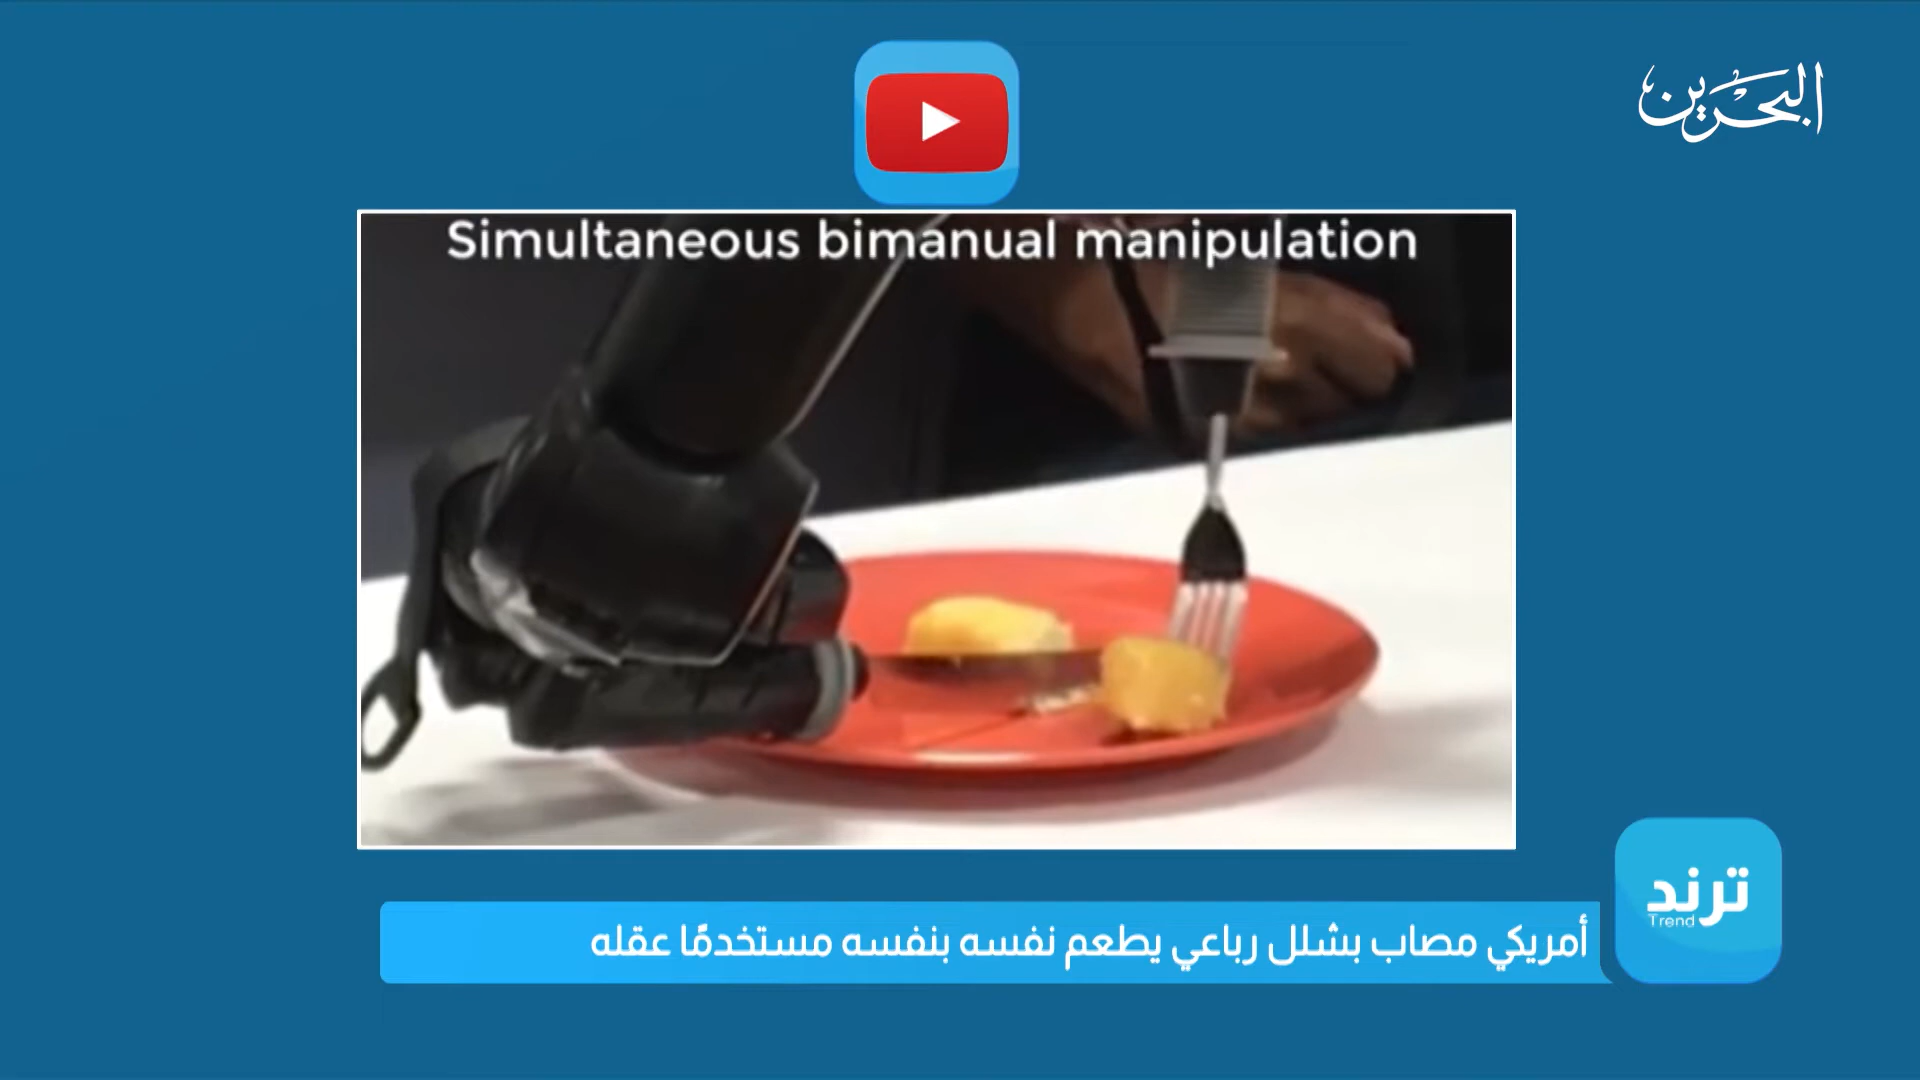 البحرين
Simultaneous bimanual manipulation
ترند
Trend
أمريكي مصاب بشلل رباعي يطعم نفسه بنفسه مستخدمًا عقله